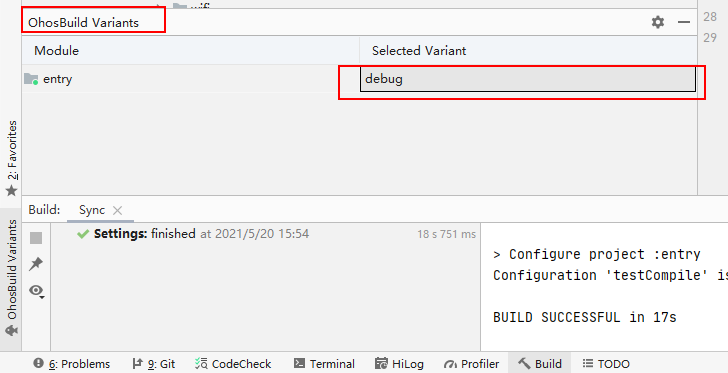 wifi
OhosBuild Variants
28
29
Module
Selected Variant
entry
debug
2: Favorites
OhosBuild Variants
Build:
Sync
Settings: finished at 2021/5/20 15:54
18 s 751 ms
> Configure project :entry
Configuration 'testCompile' is
BUILD SUCCESSFUL in 17s
6: Problems
9: Git
CodeCheck
Terminal
HiLog
Profiler
Build
TODO